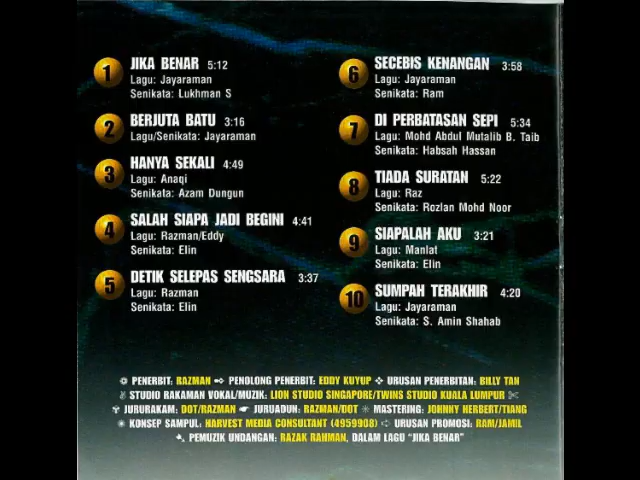 1 JIKA BENAR 5:12
Lagu: Jayaraman
Senikata: Lukhman S
2 BERJUTA BATU 3:16
Lagu/Senikata: Jayaraman
3 HANYA SEKALI 4:49
Lagu: Anaqi
Senikata: Azam Dungun
4 SALAH SIAPA JADI BEGINI 4:41
Lagu: Razman/Eddy
Senikata: Elin
5 DETIK SELEPAS SENGSARA 3:37
Lagu: Razman
Senikata: Elin
6 SECEBIS KENANGAN 3:58
Lagu: Jayaraman
Senikata: Ram
7 DI PERBATASAN SEPI 5:34
Lagu: Mohd Abdul Mutalib B. Taib
Senikata: Habsah Hassan
8 TIADA SURATAN 5:22
Lagu: Raz
Senikata: Rozlan Mohd Noor
9 SIAPALAH AKU 3:21
Lagu: Manlat
Senikata: Elin
10 SUMPAH TERAKHIR 4:20
Lagu: Jayaraman
Senikata: S. Amin Shahab
PENERBIT: RAZMAN PENOLONG PENERBIT: EDDY KUYUP URUSAN PENERBITAN: BILLY TAN
STUDIO RAKAMAN VOKAL/MUZIK: LION STUDIO SINGAPORE/TWINS STUDIO KUALA LUMPUR
JURURAKAM: DOT/RAZMAN JURUADUN: RAZMAN/DOT MASTERING: JOHNNY HERBERT/TIANG
KONSEP SAMPUL: HARVEST MEDIA CONSULTANT (4959908) URUSAN PROMOSI: RAM/JAMIL
PEMUZIK UNDANGAN: RAZAK RAHMAN, DALAM LAGU "JIKA BENAR"